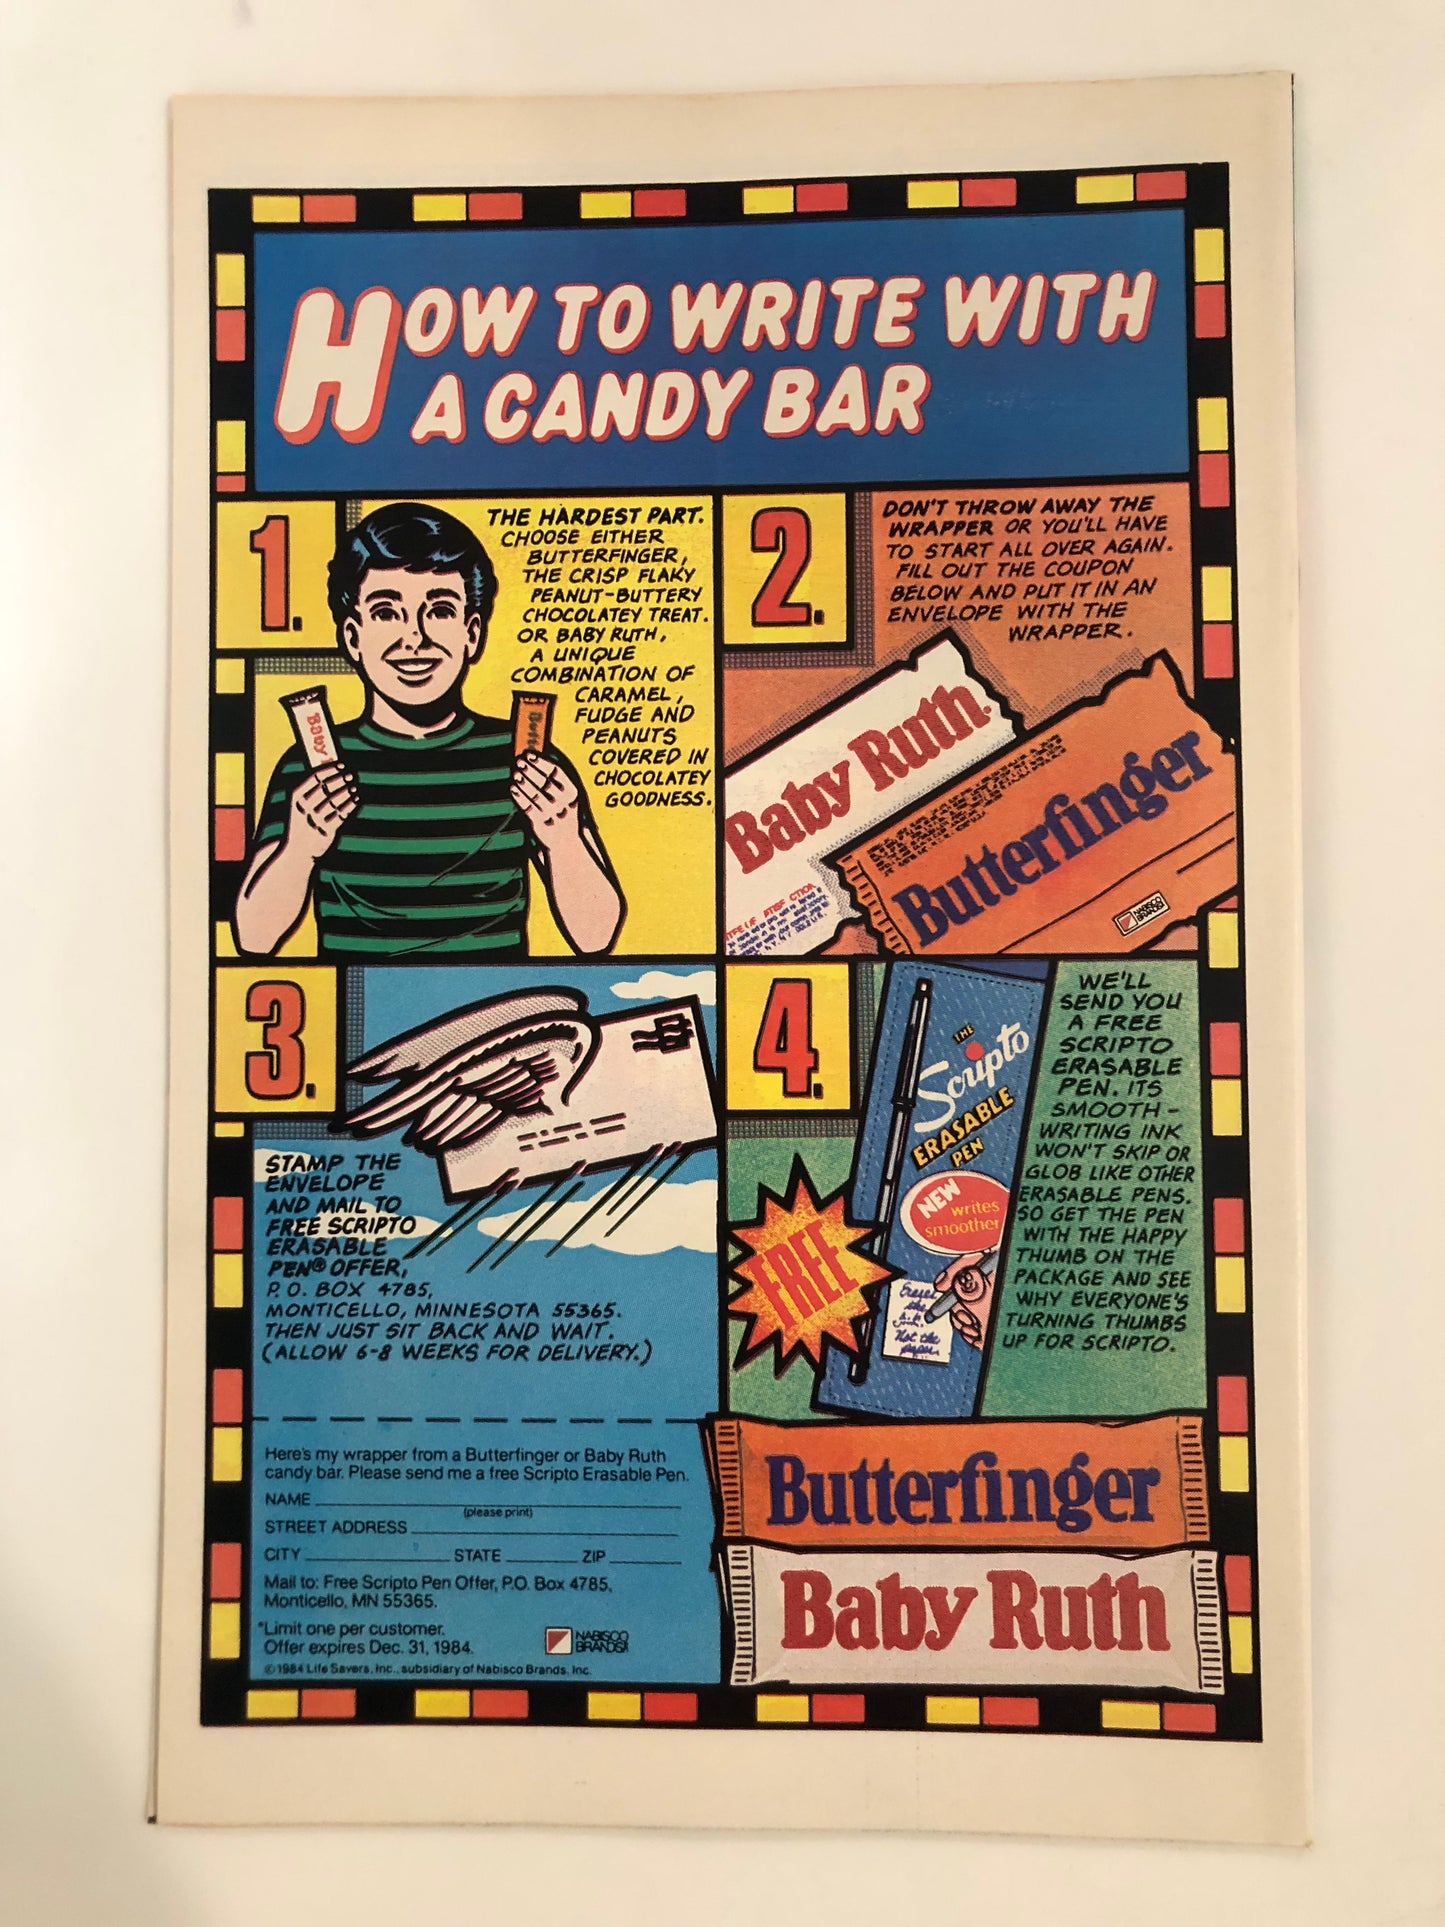 HOW TO WRITE WITH
A CANDY BAR
1.
THE HARDEST PART.
CHOOSE EITHER
BUTTERFINGER,
THE CRISP FLAKY
PEANUT-BUTTERY
CHOCOLATEY TREAT.
OR BABY RUTH,
A UNIQUE
COMBINATION OF
CARAMEL,
FUDGE AND
PEANUTS
COVERED IN
CHOCOLATEY
GOODNESS.
Baby
Butt
2.
DON'T THROW AWAY THE
WRAPPER OR YOU'LL HAVE
TO START ALL OVER AGAIN.
FILL OUT THE COUPON
BELOW AND PUT IT IN AN
ENVELOPE WITH THE
WRAPPER.
Baby Ruth
Butterfinger
NABISCO
BRANDS
3.
STAMP THE
ENVELOPE
AND MAIL TO
FREE SCRIPTO
ERASABLE
PEN® OFFER,
P.O. BOX 4785,
MONTICELLO, MINNESOTA 55365.
THEN JUST SIT BACK AND WAIT.
(ALLOW 6-8 WEEKS FOR DELIVERY.)
4.
THE
Scripto
ERASABLE
PEN
NEW
writes
smoother
FREE
Erases
the
Not the
paper
WE'LL
SEND YOU
A FREE
SCRIPTO
ERASABLE
PEN. ITS
SMOOTH-
WRITING INK
WON'T SKIP OR
GLOB LIKE OTHER
ERASABLE PENS.
SO GET THE PEN
WITH THE HAPPY
THUMB ON THE
PACKAGE AND SEE
WHY EVERYONE'S
TURNING THUMBS
UP FOR SCRIPTO.
Here's my wrapper from a Butterfinger or Baby Ruth
candy bar. Please send me a free Scripto Erasable Pen.
NAME
(please print)
STREET ADDRESS
CITY STATE ZIP
Mail to: Free Scripto Pen Offer, P.O. Box 4785,
Monticello, MN 55365.
*Limit one per customer.
Offer expires Dec. 31, 1984.
NABISCO
BRANDS
©1984 Life Savers, Inc., subsidiary of Nabisco Brands, Inc.
Butterfinger
Baby Ruth